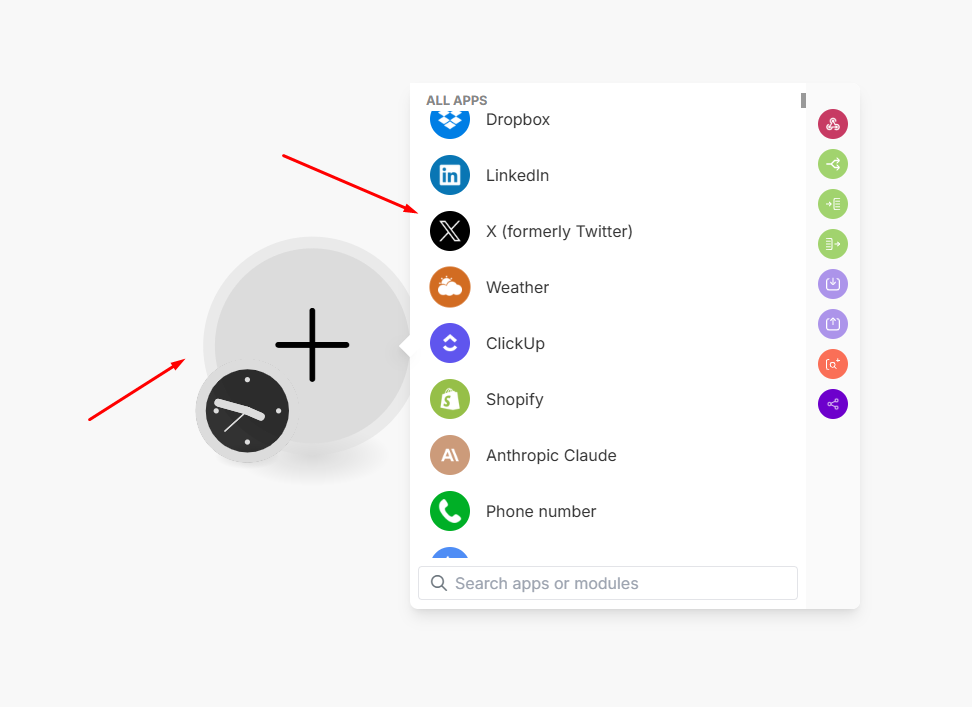 ALL APPS
Dropbox
LinkedIn
X (formerly Twitter)
Weather
ClickUp
Shopify
Anthropic Claude
Phone number
Search apps or modules